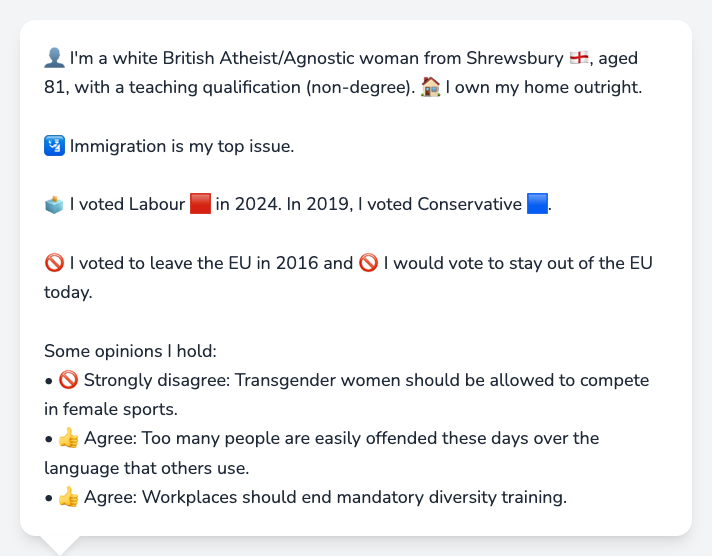 👤 I'm a white British Atheist/Agnostic woman from Shrewsbury 🏴󠁧󠁢󠁥󠁮󠁧󠁿, aged
81, with a teaching qualification (non-degree). 🏠 I own my home outright.
🛂 Immigration is my top issue.
🗳️ I voted Labour 🟥 in 2024. In 2019, I voted Conservative 🟦.
🚫 I voted to leave the EU in 2016 and 🚫 I would vote to stay out of the EU
today.
Some opinions I hold:
• 🚫 Strongly disagree: Transgender women should be allowed to compete
in female sports.
• 👍 Agree: Too many people are easily offended these days over the
language that others use.
• 👍 Agree: Workplaces should end mandatory diversity training.